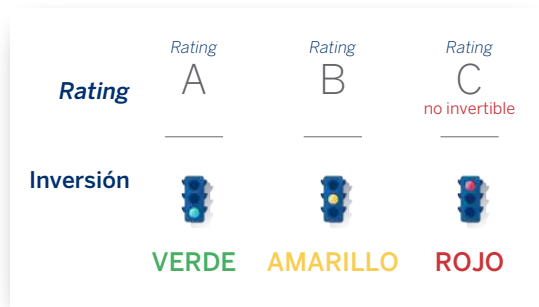 Rating Rating Rating
Rating A B C
no invertible
Inversión
VERDE AMARILLO ROJO